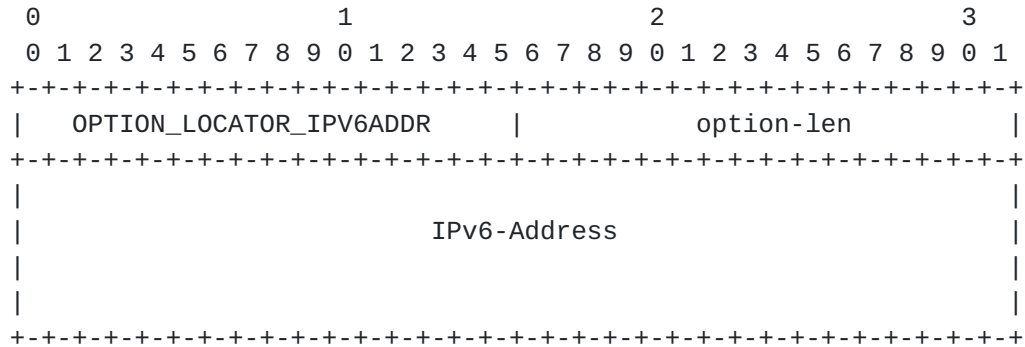 0                   1                   2                   3
 0 1 2 3 4 5 6 7 8 9 0 1 2 3 4 5 6 7 8 9 0 1 2 3 4 5 6 7 8 9 0 1
+-+-+-+-+-+-+-+-+-+-+-+-+-+-+-+-+-+-+-+-+-+-+-+-+-+-+-+-+-+-+-+-+
|   OPTION_LOCATOR_IPV6ADDR     |           option-len          |
+-+-+-+-+-+-+-+-+-+-+-+-+-+-+-+-+-+-+-+-+-+-+-+-+-+-+-+-+-+-+-+-+
|                                                               |
|                          IPv6-Address                         |
|                                                               |
|                                                               |
+-+-+-+-+-+-+-+-+-+-+-+-+-+-+-+-+-+-+-+-+-+-+-+-+-+-+-+-+-+-+-+-+